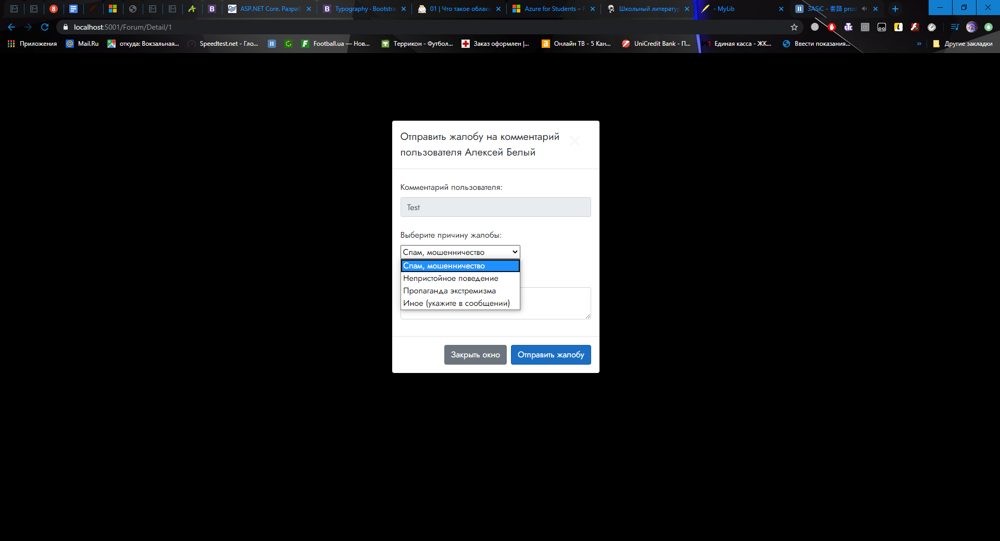 8
ASP.NET Core. Разраб
Typography · Bootstra
01 | Что такое облако
Azure for Students –
Школьный литератур
- MyLib
3ASiC - 套路 prod
localhost:5001/Forum/Detail/1
Приложения
Mail.Ru
откуда: Вокзальная...
Speedtest.net - Гло...
Football.ua — Нов...
Террикон - Футбол...
Заказ оформлен |...
Онлайн ТВ - 5 Кан...
UniCredit Bank - П...
Единая касса - ЖК...
Ввести показания...
»
Другие закладки
Отправить жалобу на комментарий
пользователя Алексей Белый
Комментарий пользователя:
Test
Выберите причину жалобы:
Спам, мошенничество
Спам, мошенничество
Непристойное поведение
Пропаганда экстремизма
Иное (укажите в сообщении)
Закрыть окно
Отправить жалобу